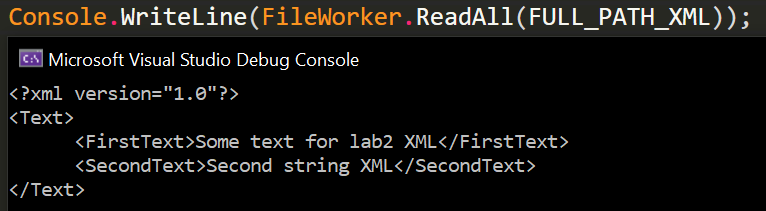 Console.WriteLine(FileWorker.ReadAll(FULL_PATH_XML));
C:\ Microsoft Visual Studio Debug Console
<?xml version="1.0"?>
<Text>
<FirstText>Some text for lab2 XML</FirstText>
<SecondText>Second string XML</SecondText>
</Text>